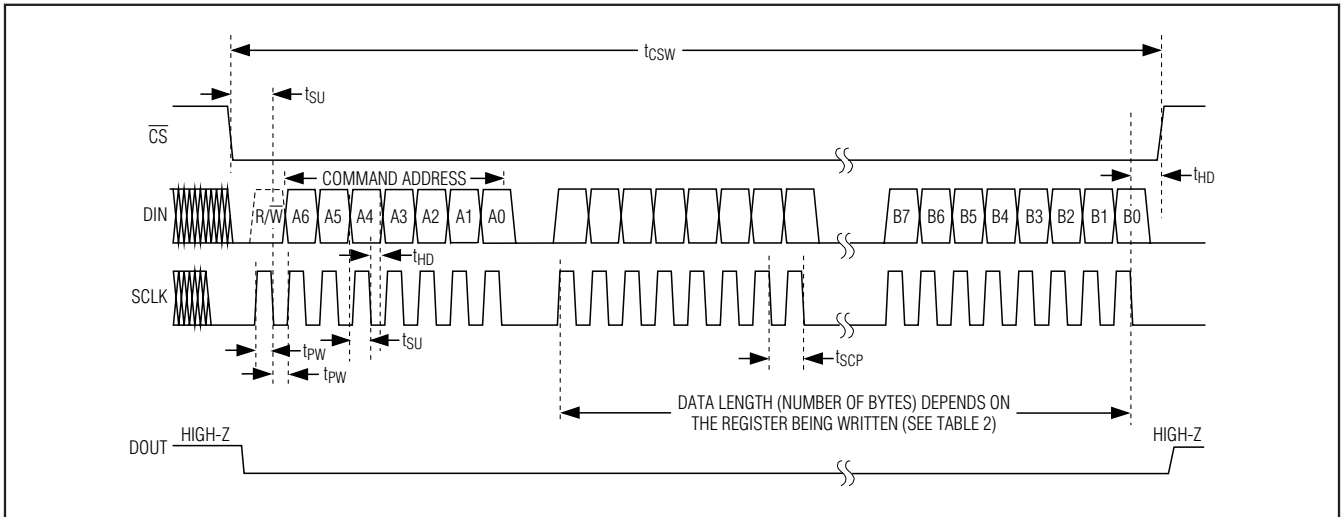 tCSW
tSU
CS
COMMAND ADDRESS
tHD
DIN
R/W A6 A5 A4 A3 A2 A1 A0
B7 B6 B5 B4 B3 B2 B1 B0
tHD
SCLK
tPW
tSU
tSCP
tPW
DATA LENGTH (NUMBER OF BYTES) DEPENDS ON
THE REGISTER BEING WRITTEN (SEE TABLE 2)
HIGH-Z
HIGH-Z
DOUT